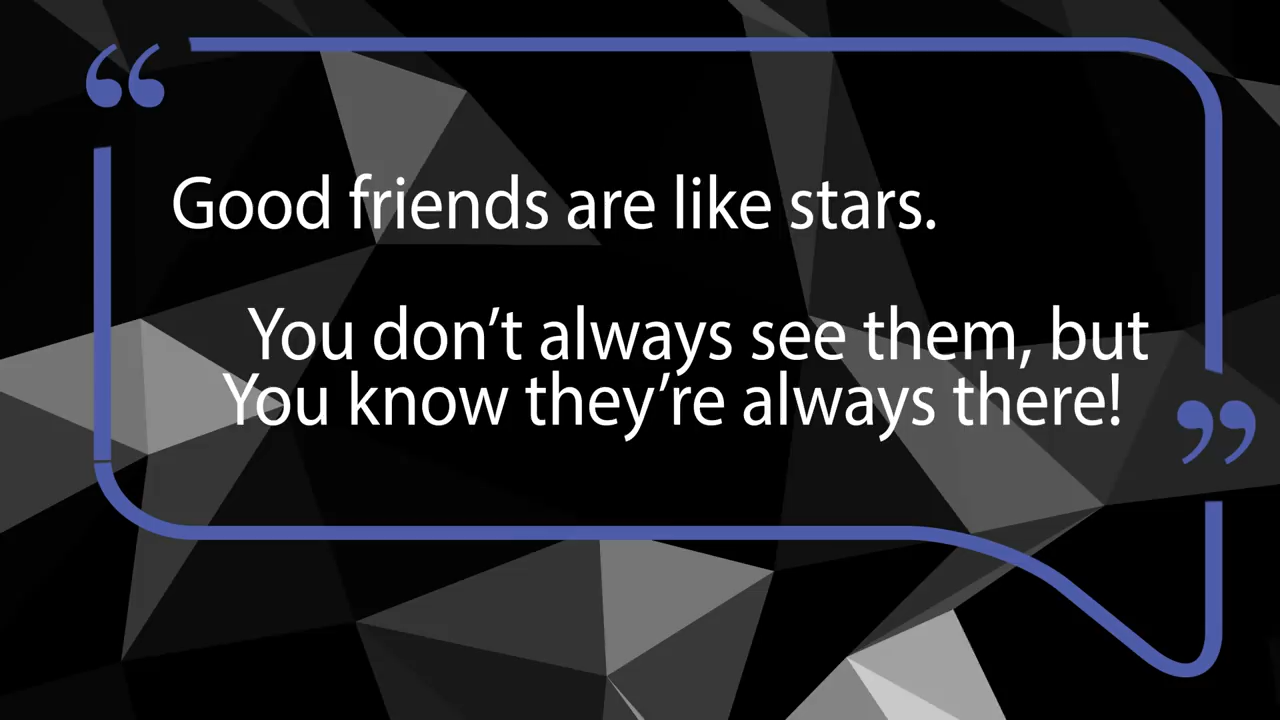 “
Good friends are like stars.
You don’t always see them, but
You know they’re always there!
”